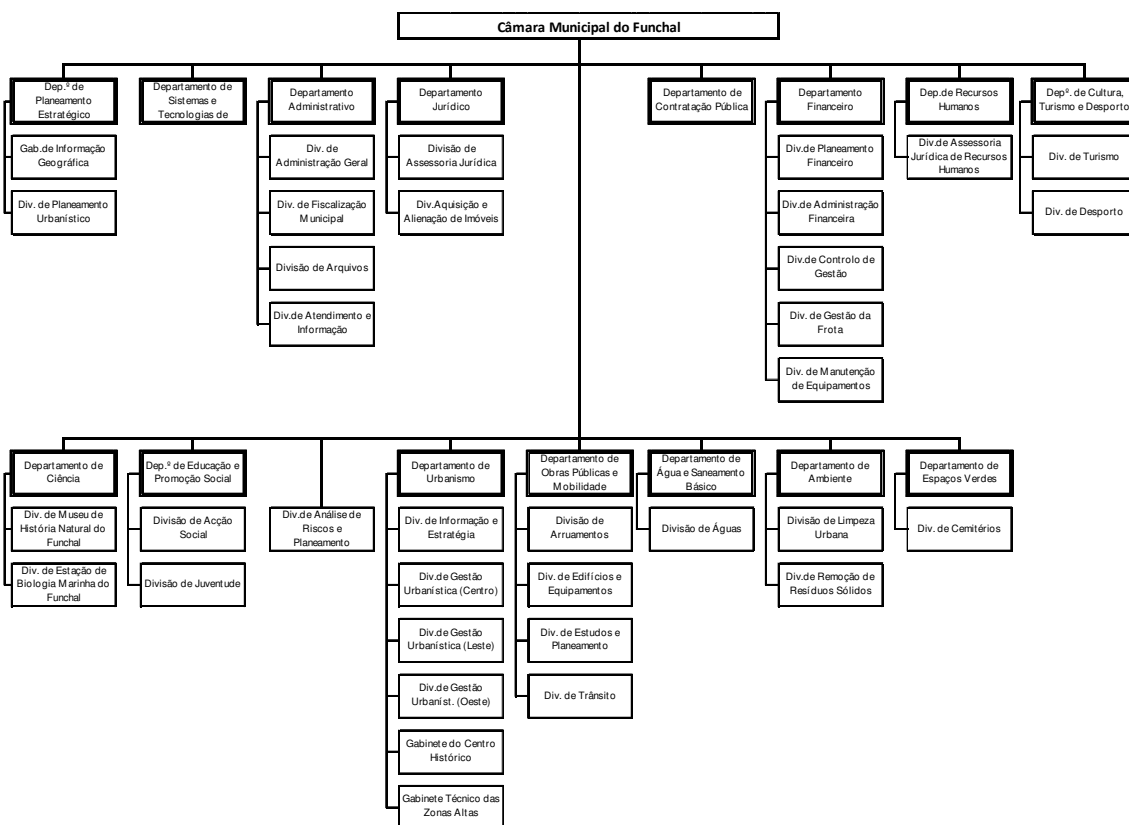 Câmara Municipal do Funchal
Dep.º de
Planeamento
Estratégico
Departamento de
Sistemas e
Tecnologias de
Departamento
Administrativo
Departamento
Jurídico
Departamento de
Contratação Pública
Departamento
Financeiro
Dep.de Recursos
Humanos
Depº. de Cultura,
Turismo e Desporto
Gab.de Informação
Geográfica
Div. de
Administração Geral
Divisão de
Assessoria Jurídica
Div.de Planeamento
Financeiro
Div.de Assessoria
Jurídica de Recursos
Humanos
Div. de Turismo
Div. de Planeamento
Urbanístico
Div. de Fiscalização
Municipal
Div.Aquisição e
Alienação de Imóveis
Div.de Administração
Financeira
Div. de Desporto
Divisão de Arquivos
Div.de Controlo de
Gestão
Div.de Atendimento e
Informação
Div. de Gestão da
Frota
Div. de Manutenção
de Equipamentos
Departamento de
Ciência
Dep.º de Educação e
Promoção Social
Departamento de
Urbanismo
Departamento de
Obras Públicas e
Mobilidade
Departamento de
Água e Saneamento
Básico
Departamento de
Ambiente
Departamento de
Espaços Verdes
Div. de Museu de
História Natural do
Funchal
Divisão de Acção
Social
Div.de Análise de
Riscos e
Planeamento
Div. de Informação e
Estratégia
Divisão de
Arruamentos
Divisão de Águas
Divisão de Limpeza
Urbana
Div. de Cemitérios
Div. de Estação de
Biologia Marinha do
Funchal
Divisão de Juventude
Div.de Gestão
Urbanística (Centro)
Div. de Edifícios e
Equipamentos
Div.de Remoção de
Resíduos Sólidos
Div.de Gestão
Urbanística (Leste)
Div. de Estudos e
Planeamento
Div.de Gestão
Urbaníst. (Oeste)
Div. de Trânsito
Gabinete do Centro
Histórico
Gabinete Técnico das
Zonas Altas